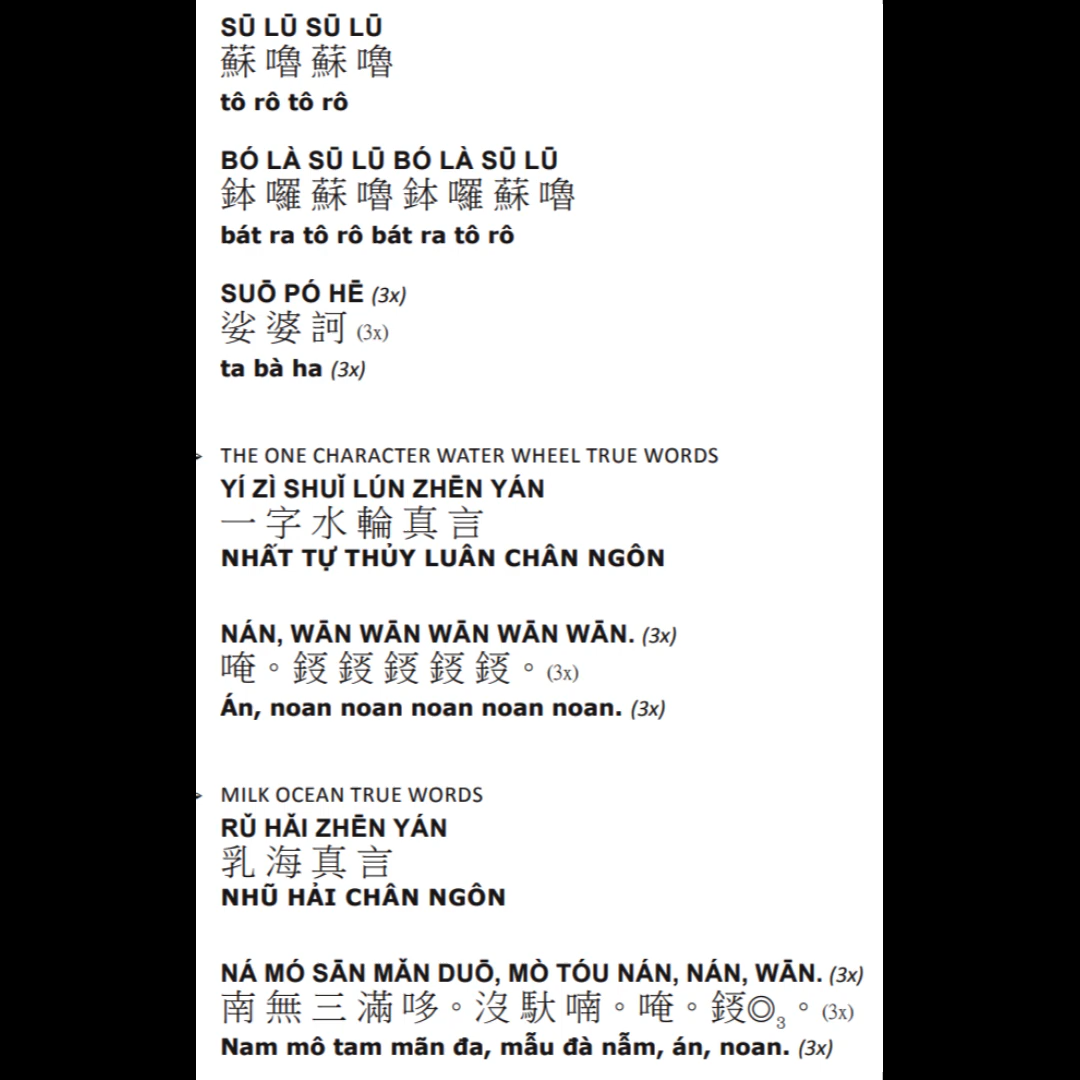 SŪ LŪ SŪ LŪ
蘇 嚕 蘇 嚕
tô rô tô rô
BÓ LÀ SŪ LŪ BÓ LÀ SŪ LŪ
鉢 囉 蘇 嚕 鉢 囉 蘇 嚕
bát ra tô rô bát ra tô rô
SUŌ PÓ HĒ (3x)
娑 婆 訶 (3x)
ta bà ha (3x)
THE ONE CHARACTER WATER WHEEL TRUE WORDS
YÍ ZÌ SHUǏ LÚN ZHĒN YÁN
一 字 水 輪 真 言
NHẤT TỰ THỦY LUÂN CHÂN NGÔN
NÁN, WĀN WĀN WĀN WĀN WĀN. (3x)
唵。鋄 鋄 鋄 鋄 鋄 。(3x)
Án, noan noan noan noan noan. (3x)
MILK OCEAN TRUE WORDS
RǓ HǍI ZHĒN YÁN
乳 海 真 言
NHŨ HẢI CHÂN NGÔN
NÁ MÓ SĀN MǍN DUŌ, MÒ TÓU NÁN, NÁN, WĀN. (3x)
南 無 三 滿 哆。沒 馱 喃。唵。鋄◎3。(3x)
Nam mô tam mãn đa, mẫu đà nẫm, án, noan. (3x)